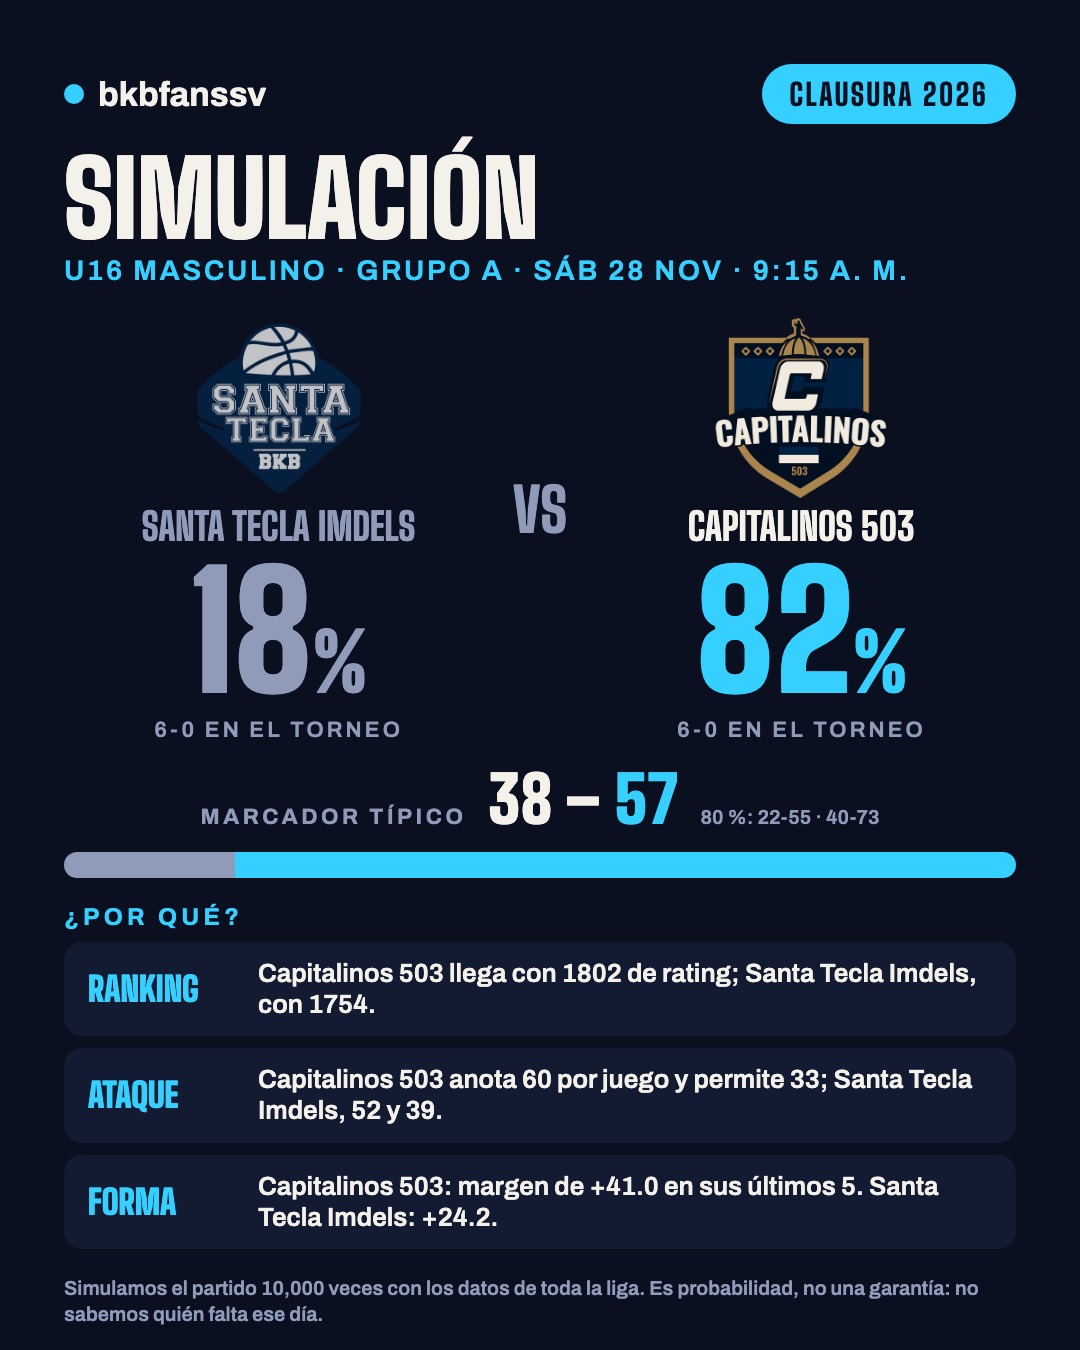 bkbfanssv
CLAUSURA 2026
SIMULACIÓN
U16 MASCULINO · GRUPO A · SÁB 28 NOV · 9:15 A. M.
SANTA
TECLA
BKB
C
CAPITALINOS
503
SANTA TECLA IMDELS
VS
CAPITALINOS 503
18%
82%
6-0 EN EL TORNEO
6-0 EN EL TORNEO
MARCADOR TÍPICO 38 – 57 80 %: 22-55 · 40-73
¿POR QUÉ?
RANKING
Capitalinos 503 llega con 1802 de rating; Santa Tecla Imdels,
con 1754.
ATAQUE
Capitalinos 503 anota 60 por juego y permite 33; Santa Tecla
Imdels, 52 y 39.
FORMA
Capitalinos 503: margen de +41.0 en sus últimos 5. Santa
Tecla Imdels: +24.2.
Simulamos el partido 10,000 veces con los datos de toda la liga. Es probabilidad, no una garantía: no
sabemos quién falta ese día.